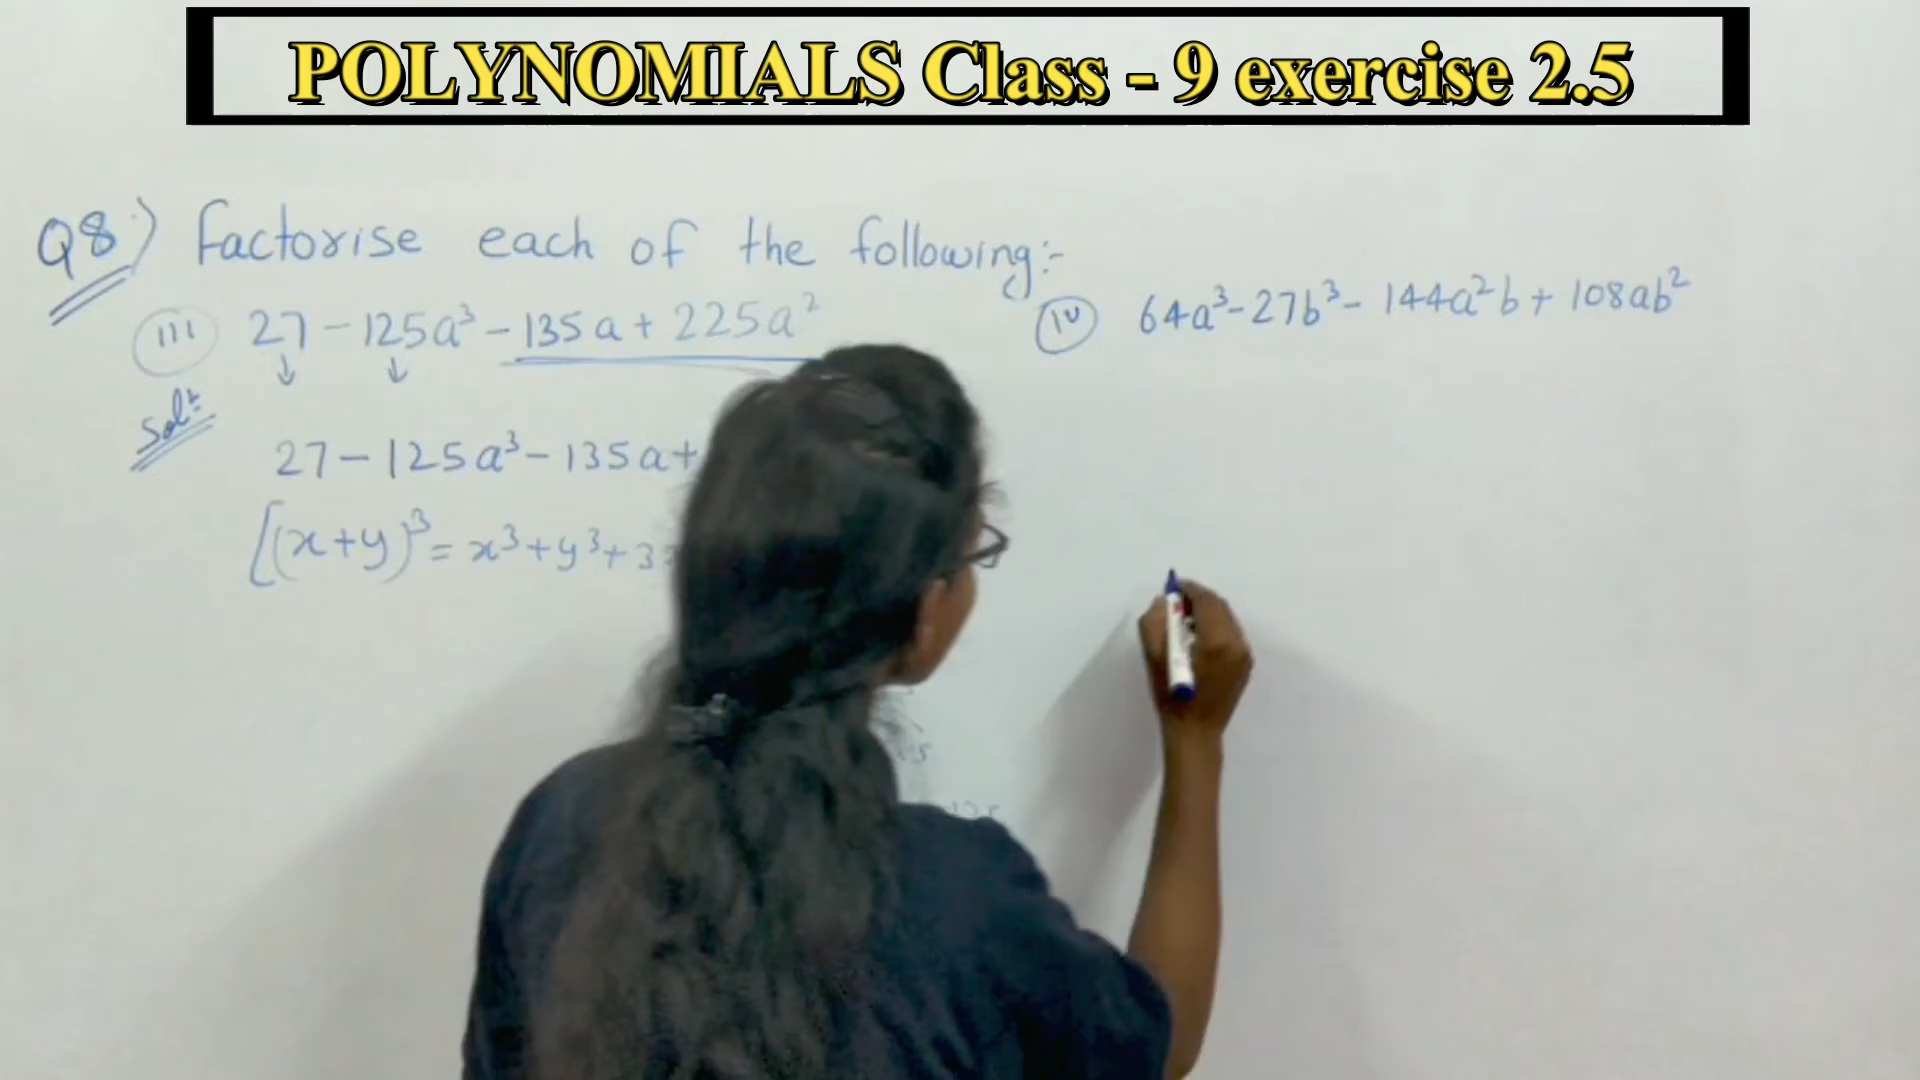 POLYNOMIALS Class - 9 exercise 2.5
Q8.) Factorise each of the following:-
(iii) 27 - 125a³ - 135a + 225a²
(iv) 64a³ - 27b³ - 144a²b + 108ab²
Solⁿ
27 - 125a³ - 135a +
[(x+y)³ = x³ + y³ + 3